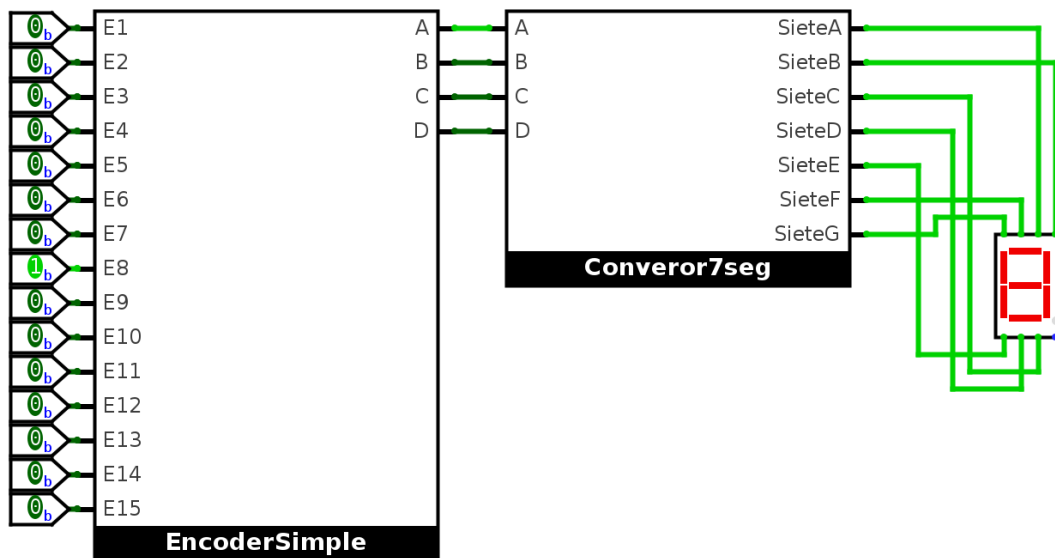 0b E1 A A SieteA
0b E2 B B SieteB
0b E3 C C SieteC
0b E4 D D SieteD
0b E5 SieteE
0b E6 SieteF
0b E7 SieteG
1b E8 Converor7seg
0b E9 8
0b E10
0b E11
0b E12
0b E13
0b E14
0b E15
EncoderSimple